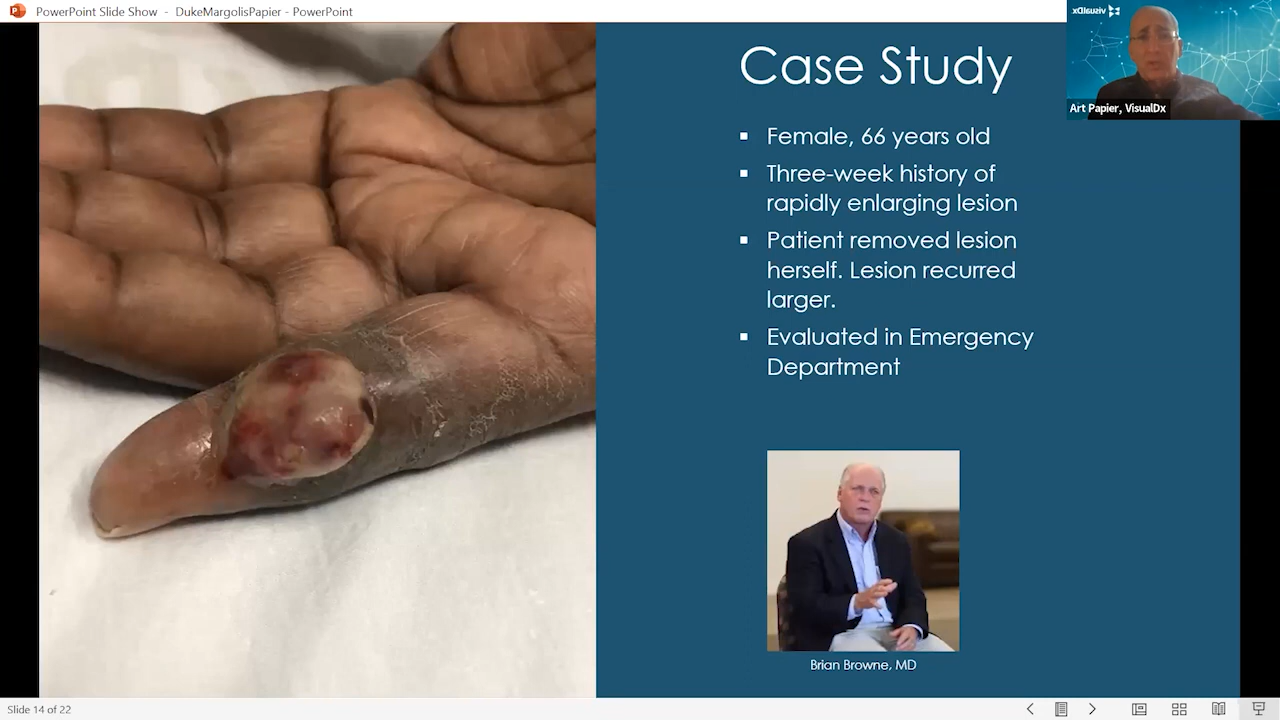 PowerPoint Slide Show - DukeMargolisPapier - PowerPoint
VisualDx
Art Papier, VisualDx
Case Study
▪ Female, 66 years old
▪ Three-week history of
rapidly enlarging lesion
▪ Patient removed lesion
herself. Lesion recurred
larger.
▪ Evaluated in Emergency
Department
Brian Browne, MD
Slide 14 of 22